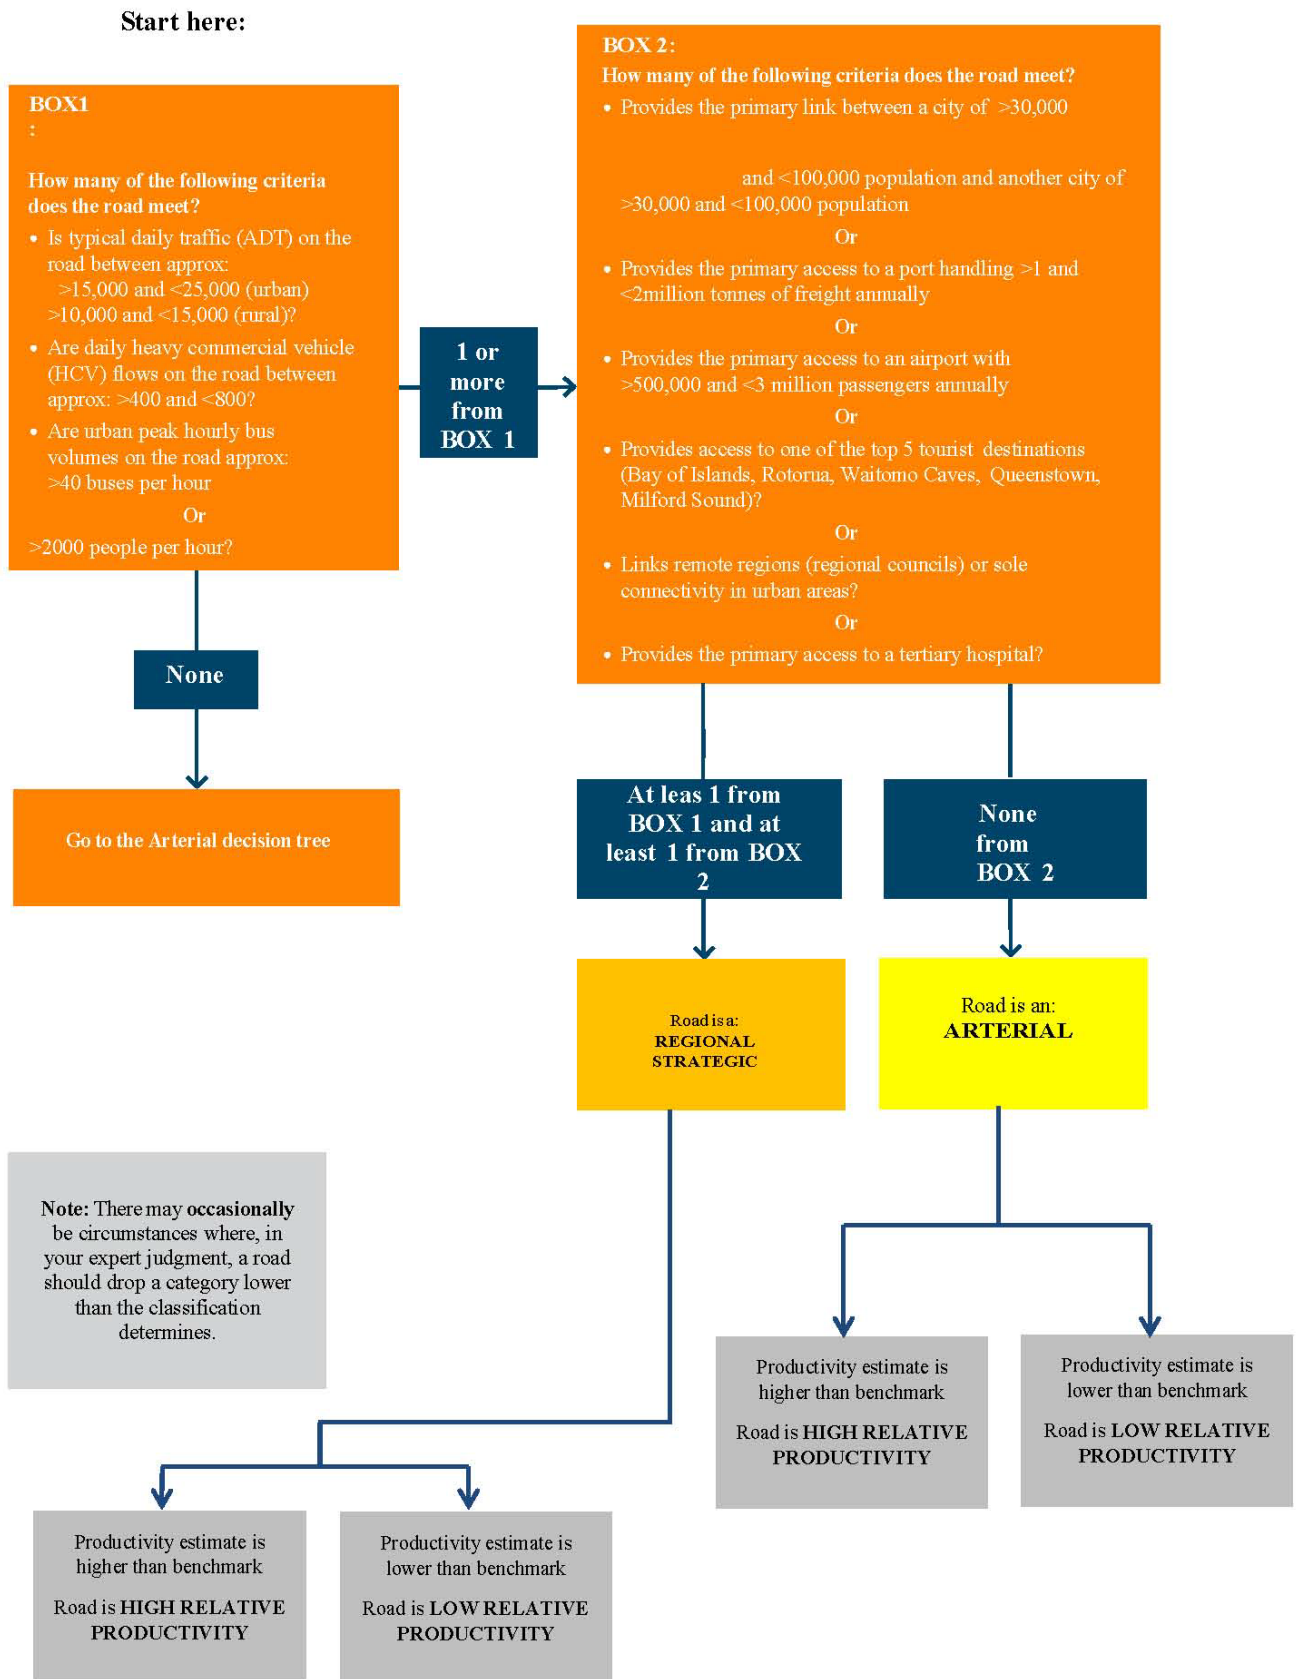 Start here:
BOX1
:
How many of the following criteria
does the road meet?
• Is typical daily traffic (ADT) on the
road between approx:
>15,000 and <25,000 (urban)
>10,000 and <15,000 (rural)?
• Are daily heavy commercial vehicle
(HCV) flows on the road between
approx: >400 and <800?
• Are urban peak hourly bus
volumes on the road approx:
>40 buses per hour
Or
>2000 people per hour?
1 or
more
from
BOX 1
BOX 2:
How many of the following criteria does the road meet?
• Provides the primary link between a city of >30,000
and <100,000 population and another city of
>30,000 and <100,000 population
Or
• Provides the primary access to a port handling >1 and
<2million tonnes of freight annually
Or
• Provides the primary access to an airport with
>500,000 and <3 million passengers annually
Or
• Provides access to one of the top 5 tourist destinations
(Bay of Islands, Rotorua, Waitomo Caves, Queenstown,
Milford Sound)?
Or
• Links remote regions (regional councils) or sole
connectivity in urban areas?
Or
• Provides the primary access to a tertiary hospital?
None
Go to the Arterial decision tree
At leas 1 from
BOX 1 and at
least 1 from BOX
2
None
from
BOX 2
Road is a:
REGIONAL
STRATEGIC
Road is an:
ARTERIAL
Note: There may occasionally
be circumstances where, in
your expert judgment, a road
should drop a category lower
than the classification
determines.
Productivity estimate is
higher than benchmark
Road is HIGH RELATIVE
PRODUCTIVITY
Productivity estimate is
lower than benchmark
Road is LOW RELATIVE
PRODUCTIVITY
Productivity estimate is
higher than benchmark
Road is HIGH RELATIVE
PRODUCTIVITY
Productivity estimate is
lower than benchmark
Road is LOW RELATIVE
PRODUCTIVITY